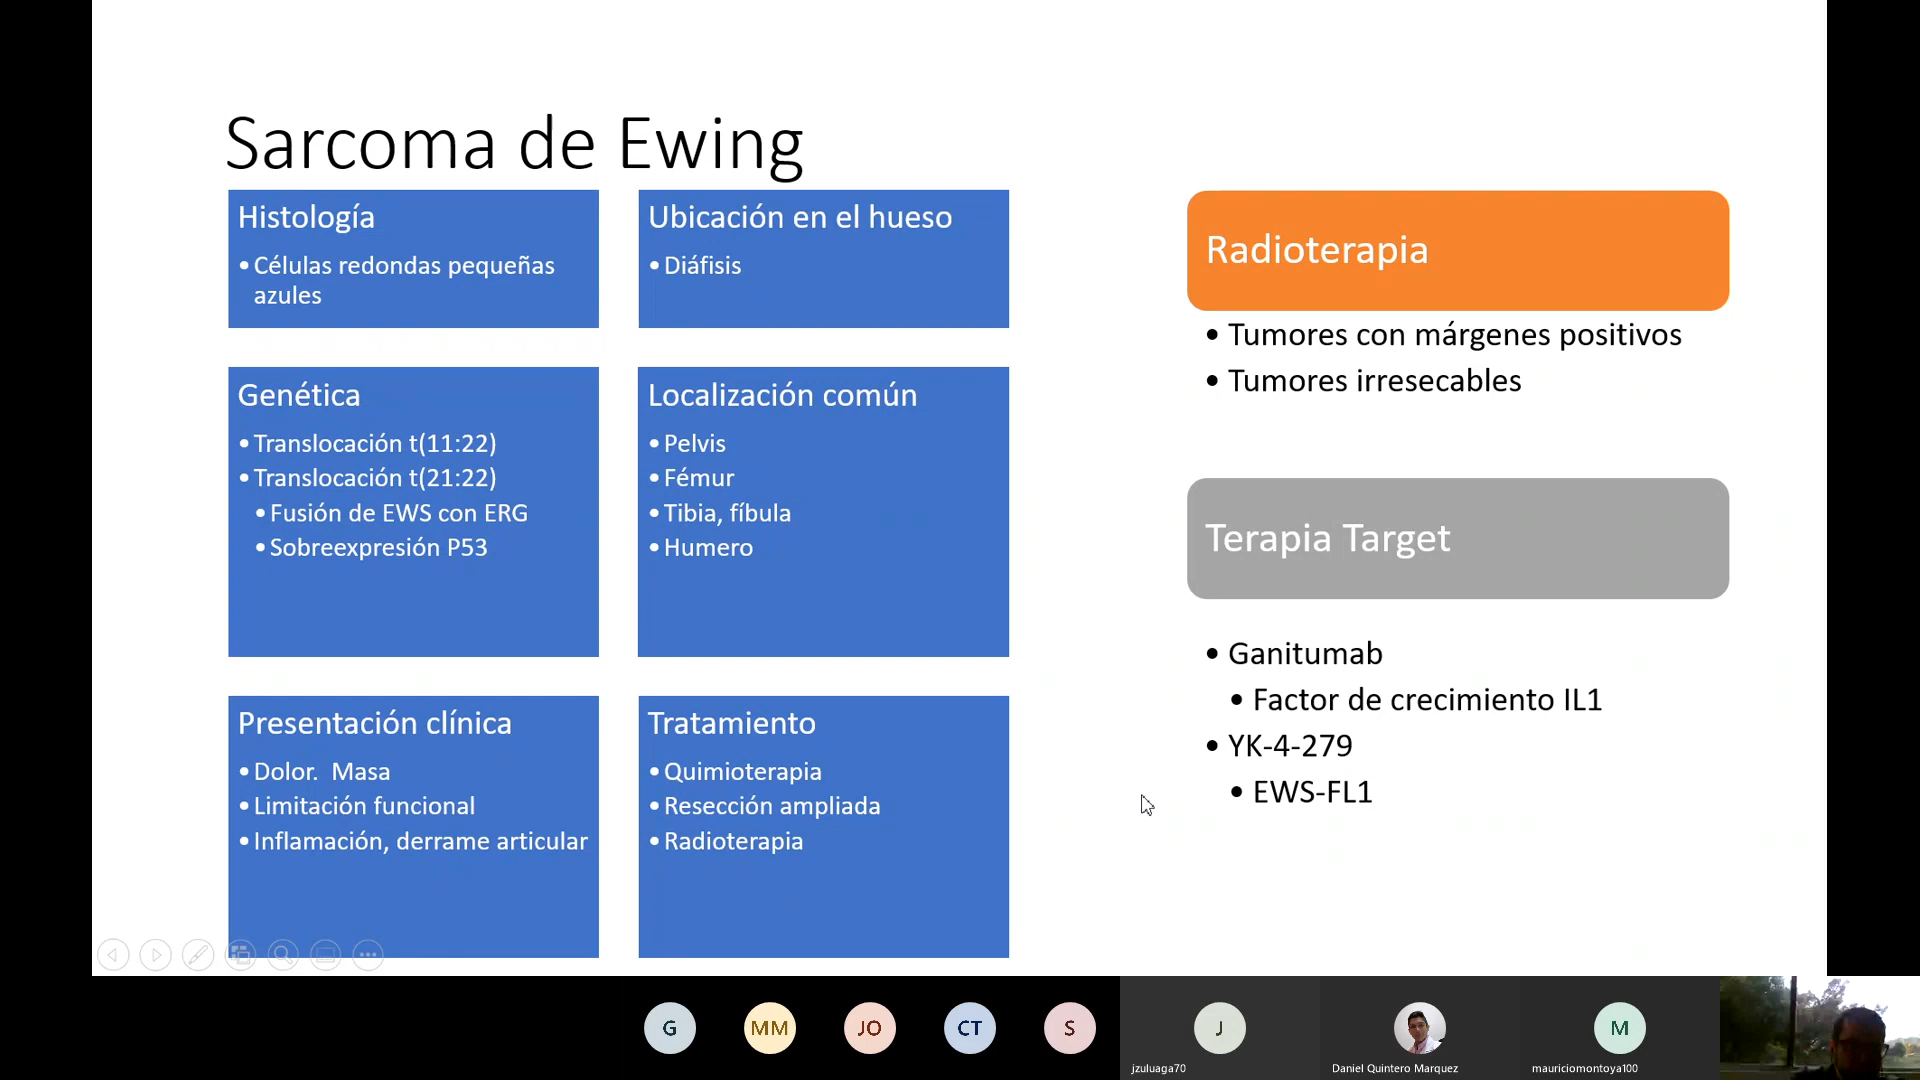 Sarcoma de Ewing
Histología
• Células redondas pequeñas
azules
Ubicación en el hueso
• Diáfisis
Genética
• Translocación t(11:22)
• Translocación t(21:22)
• Fusión de EWS con ERG
• Sobreexpresión P53
Localización común
• Pelvis
• Fémur
• Tibia, fíbula
• Humero
Presentación clínica
• Dolor.  Masa
• Limitación funcional
• Inflamación, derrame articular
Tratamiento
• Quimioterapia
• Resección ampliada
• Radioterapia
Radioterapia
• Tumores con márgenes positivos
• Tumores irresecables
Terapia Target
• Ganitumab
• Factor de crecimiento IL1
• YK-4-279
• EWS-FL1
G
MM
JO
CT
S
J
M
jzuluaga70
Daniel Quintero Marquez
mauriciomontoya100